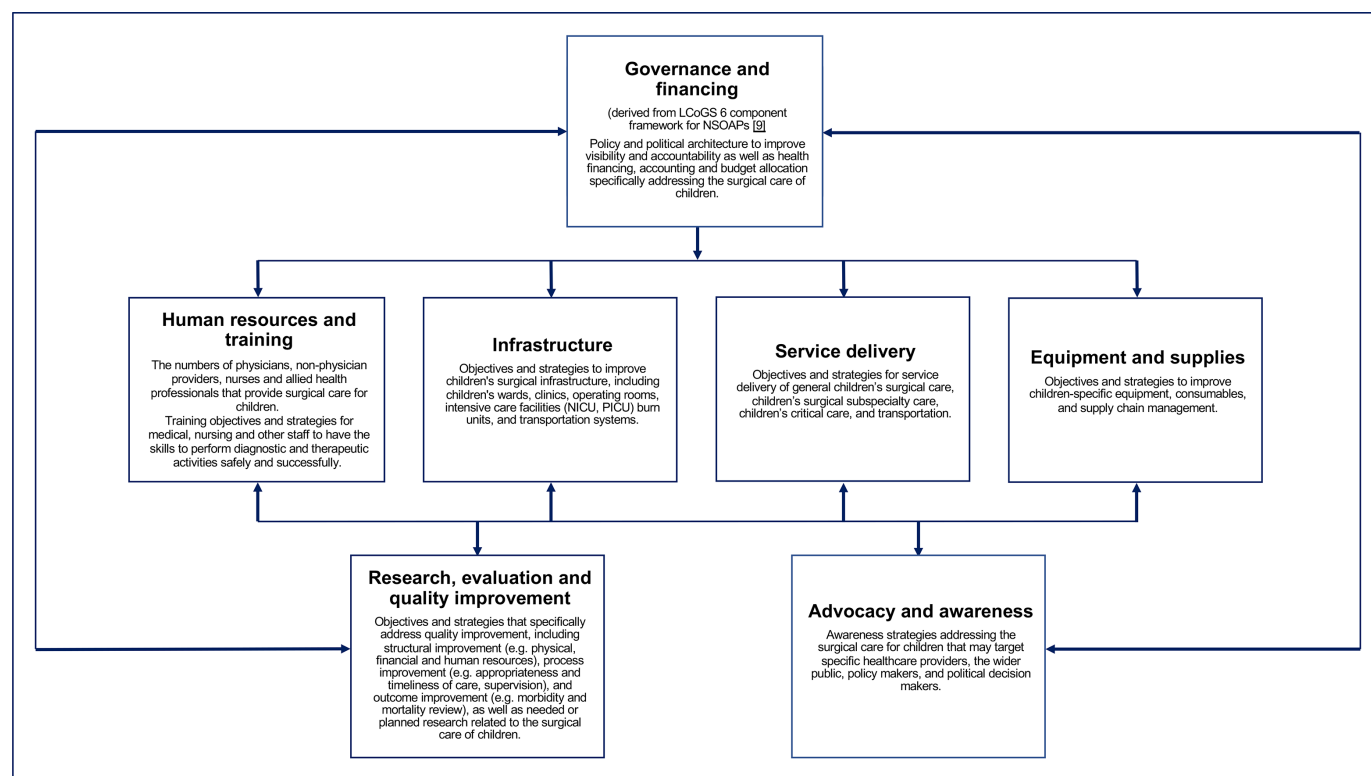 Governance and
financing
(derived from LCoGS 6 component
framework for NSOAPs [9]
Policy and political architecture to improve
visibility and accountability as well as health
financing, accounting and budget allocation
specifically addressing the surgical care of
children.
Human resources and
training
The numbers of physicians, non-physician
providers, nurses and allied health
professionals that provide surgical care for
children.
Training objectives and strategies for
medical, nursing and other staff to have the
skills to perform diagnostic and therapeutic
activities safely and successfully.
Infrastructure
Objectives and strategies to improve
children's surgical infrastructure, including
children's wards, clinics, operating rooms,
intensive care facilities (NICU, PICU) burn
units, and transportation systems.
Service delivery
Objectives and strategies for service
delivery of general children's surgical care,
children's surgical subspecialty care,
children's critical care, and transportation.
Equipment and supplies
Objectives and strategies to improve
children-specific equipment, consumables,
and supply chain management.
Research, evaluation and
quality improvement
Objectives and strategies that specifically
address quality improvement, including
structural improvement (e.g. physical,
financial and human resources), process
improvement (e.g. appropriateness and
timeliness of care, supervision), and
outcome improvement (e.g. morbidity and
mortality review), as well as needed or
planned research related to the surgical
care of children.
Advocacy and awareness
Awareness strategies addressing the
surgical care for children that may target
specific healthcare providers, the wider
public, policy makers, and political decision
makers.